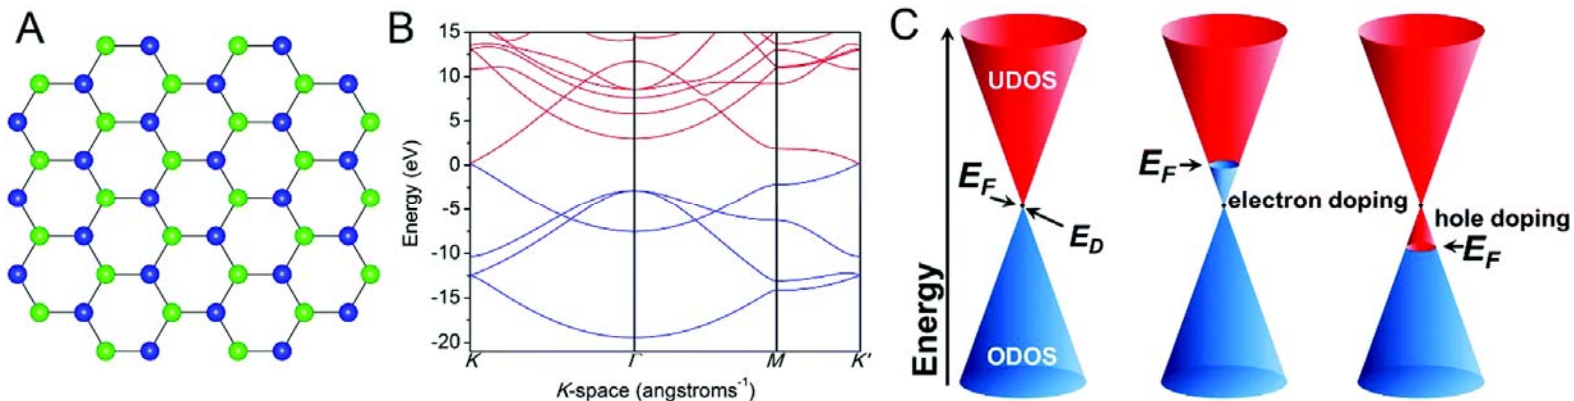 A
B
C
15
10
5
0
-5
-10
-15
-20
Energy (eV)
K
Γ
M
K'
K-space (angstroms⁻¹)
Energy
UDOS
ODOS
E_F
E_D
E_F
electron doping
hole doping
E_F